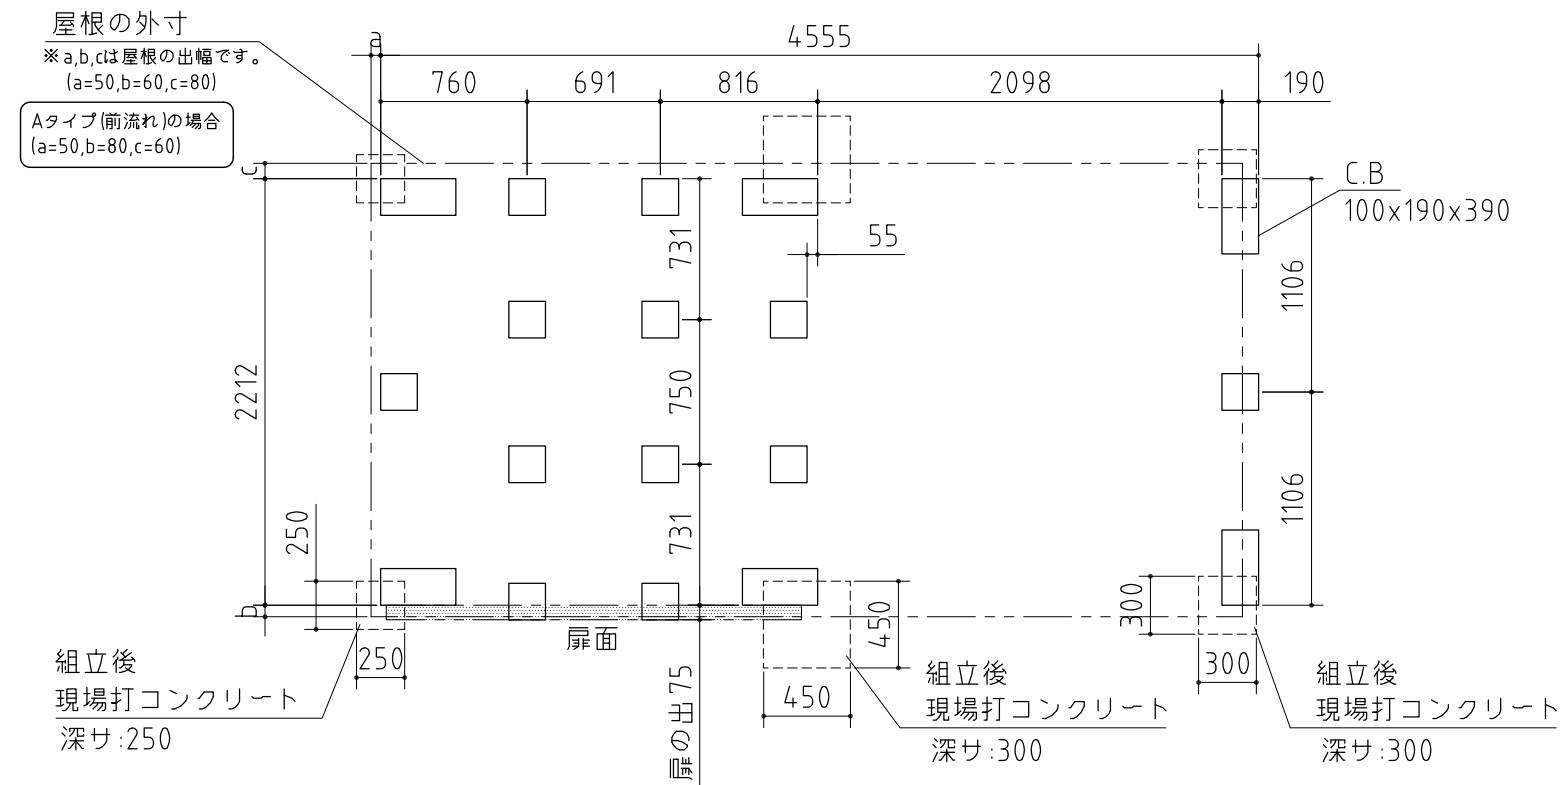 屋根の外寸
※a,b,cは屋根の出幅です。
(a=50,b=60,c=80)
Aタイプ(前流れ)の場合
(a=50,b=80,c=60)
a
4555
760
691
816
2098
190
c
C.B
100x190x390
55
731
1106
2212
750
250
731
1106
b
扉面
450
300
250
450
300
扉の出75
組立後
現場打コンクリート
深サ:250
組立後
現場打コンクリート
深サ:300
組立後
現場打コンクリート
深サ:300